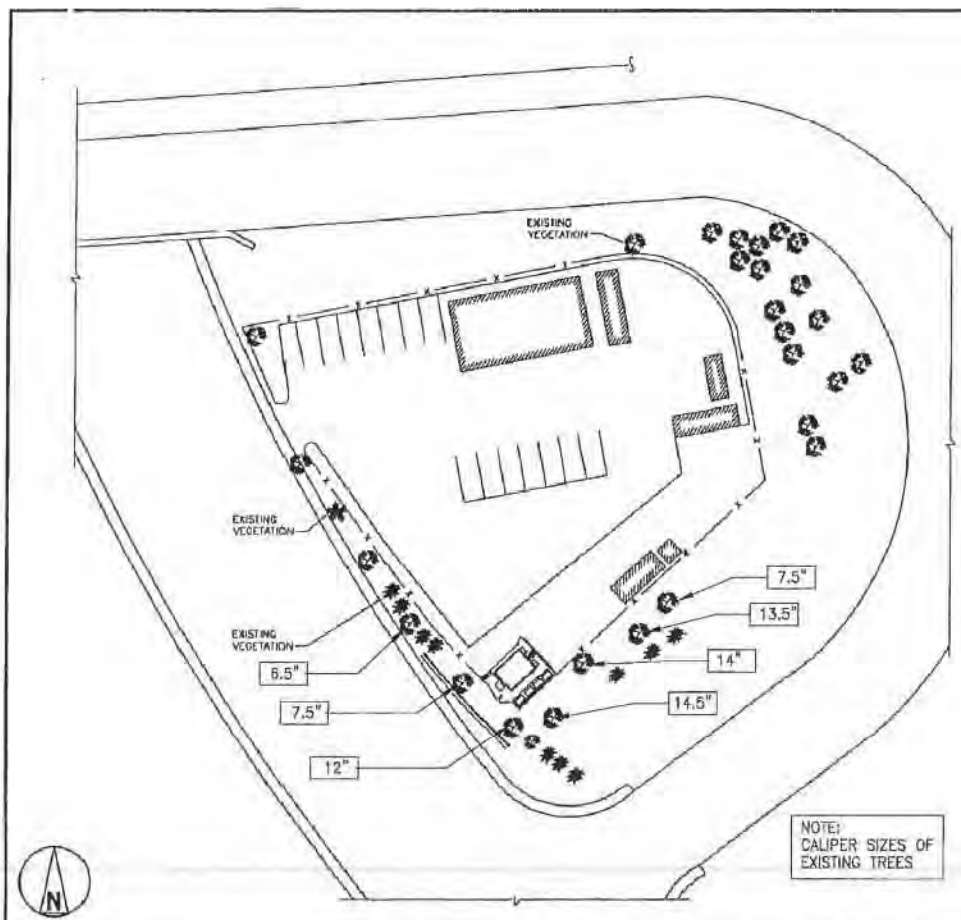 EXISTING
VEGETATION
EXISTING
VEGETATION
7.5"
13.5"
EXISTING
VEGETATION
14"
6.5"
14.5"
7.5"
12"
NOTE:
CALIPER SIZES OF
EXISTING TREES
N